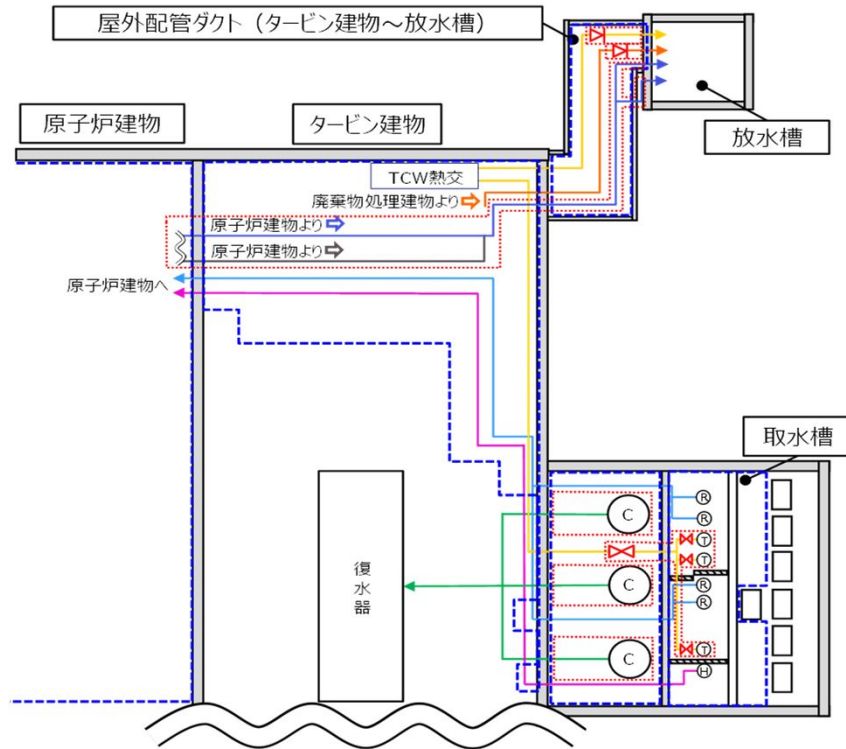 屋外配管ダクト（タービン建物～放水槽）
原子炉建物
タービン建物
放水槽
TCW熱交
廃棄物処理建物より
原子炉建物より
原子炉建物より
原子炉建物へ
取水槽
復水器
C
C
C
R
R
T
T
R
R
T
H